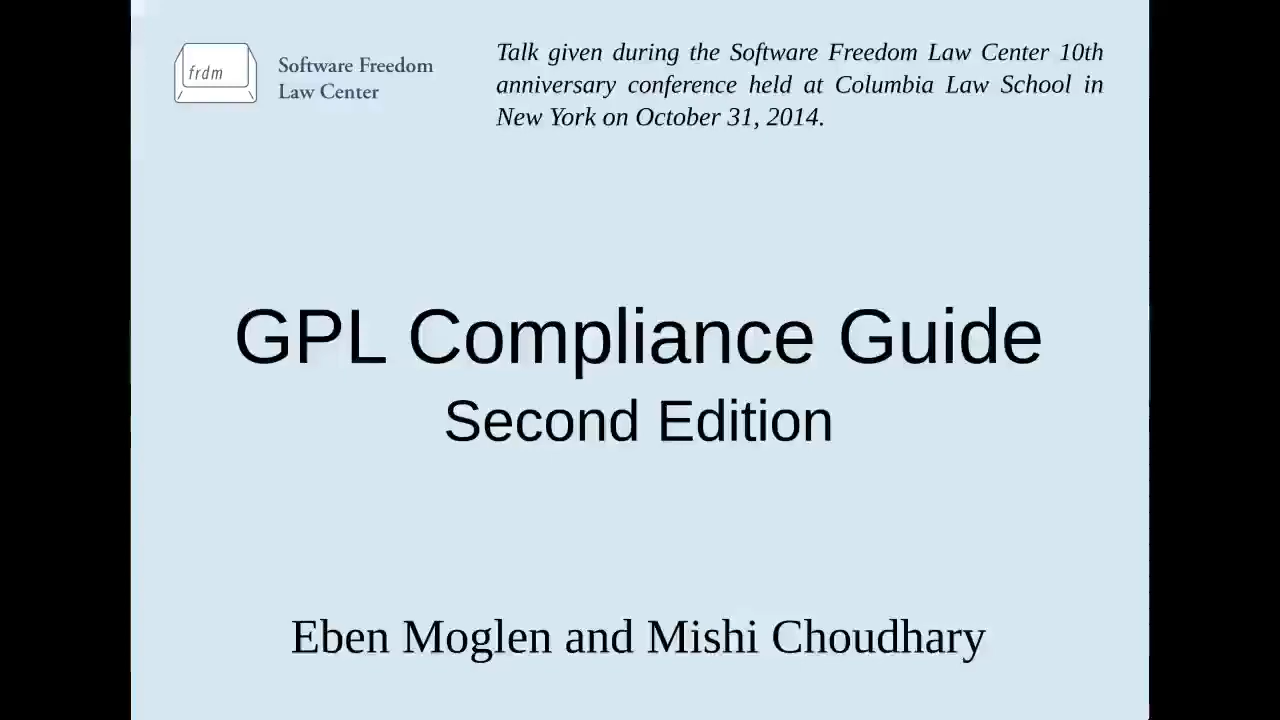 frdm
Software Freedom
Law Center
Talk given during the Software Freedom Law Center 10th
anniversary conference held at Columbia Law School in
New York on October 31, 2014.
GPL Compliance Guide
Second Edition
Eben Moglen and Mishi Choudhary